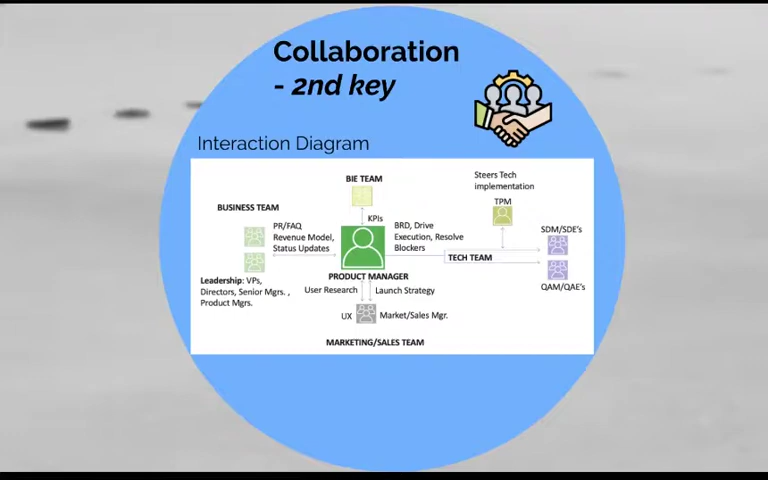 Collaboration
- 2nd key
Interaction Diagram
BIE TEAM
Steers Tech
implementation
TPM
BUSINESS TEAM
KPIs
PR/FAQ
Revenue Model,
Status Updates
BRD, Drive
Execution, Resolve
Blockers
SDM/SDE's
TECH TEAM
PRODUCT MANAGER
Leadership: VPs,
Directors, Senior Mgrs. ,
Product Mgrs.
QAM/QAE's
User Research
Launch Strategy
UX
Market/Sales Mgr.
MARKETING/SALES TEAM